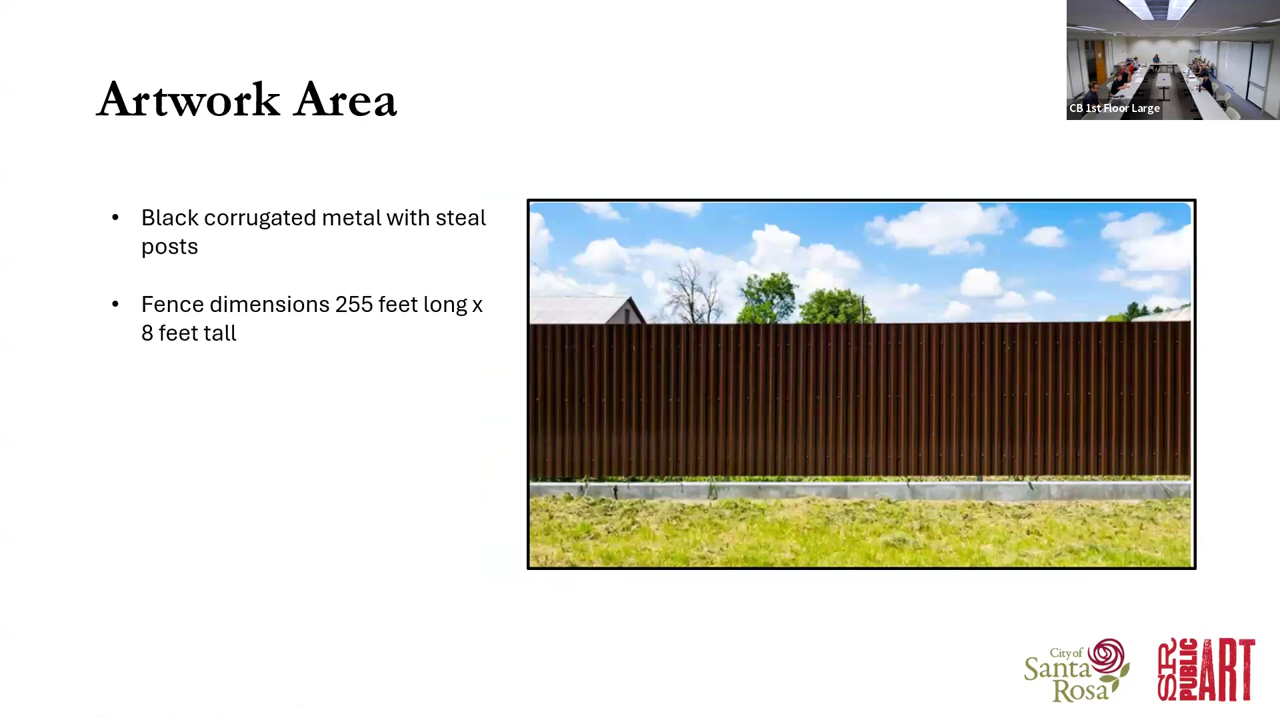 CB 1st Floor Large
Artwork Area
• Black corrugated metal with steal
posts
• Fence dimensions 255 feet long x
8 feet tall
City of
Santa
Rosa
SR
PUBLIC
ART